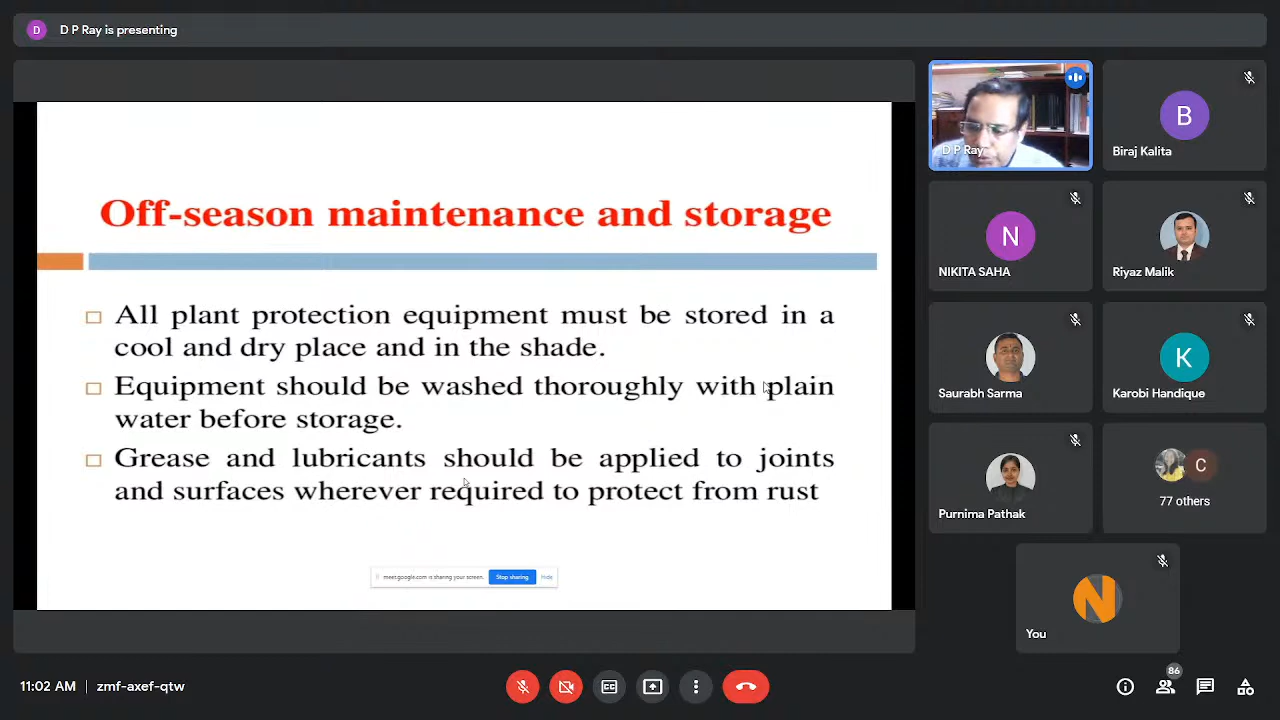 D
D P Ray is presenting
Off-season maintenance and storage
All plant protection equipment must be stored in a
cool and dry place and in the shade.
Equipment should be washed thoroughly with plain
water before storage.
Grease and lubricants should be applied to joints
and surfaces wherever required to protect from rust
meet.google.com is sharing your screen.
Stop sharing
Hide
D P Ray
B
Biraj Kalita
N
NIKITA SAHA
Riyaz Malik
Saurabh Sarma
K
Karobi Handique
Purnima Pathak
C
77 others
N
You
11:02 AM | zmf-axef-qtw
CC
86